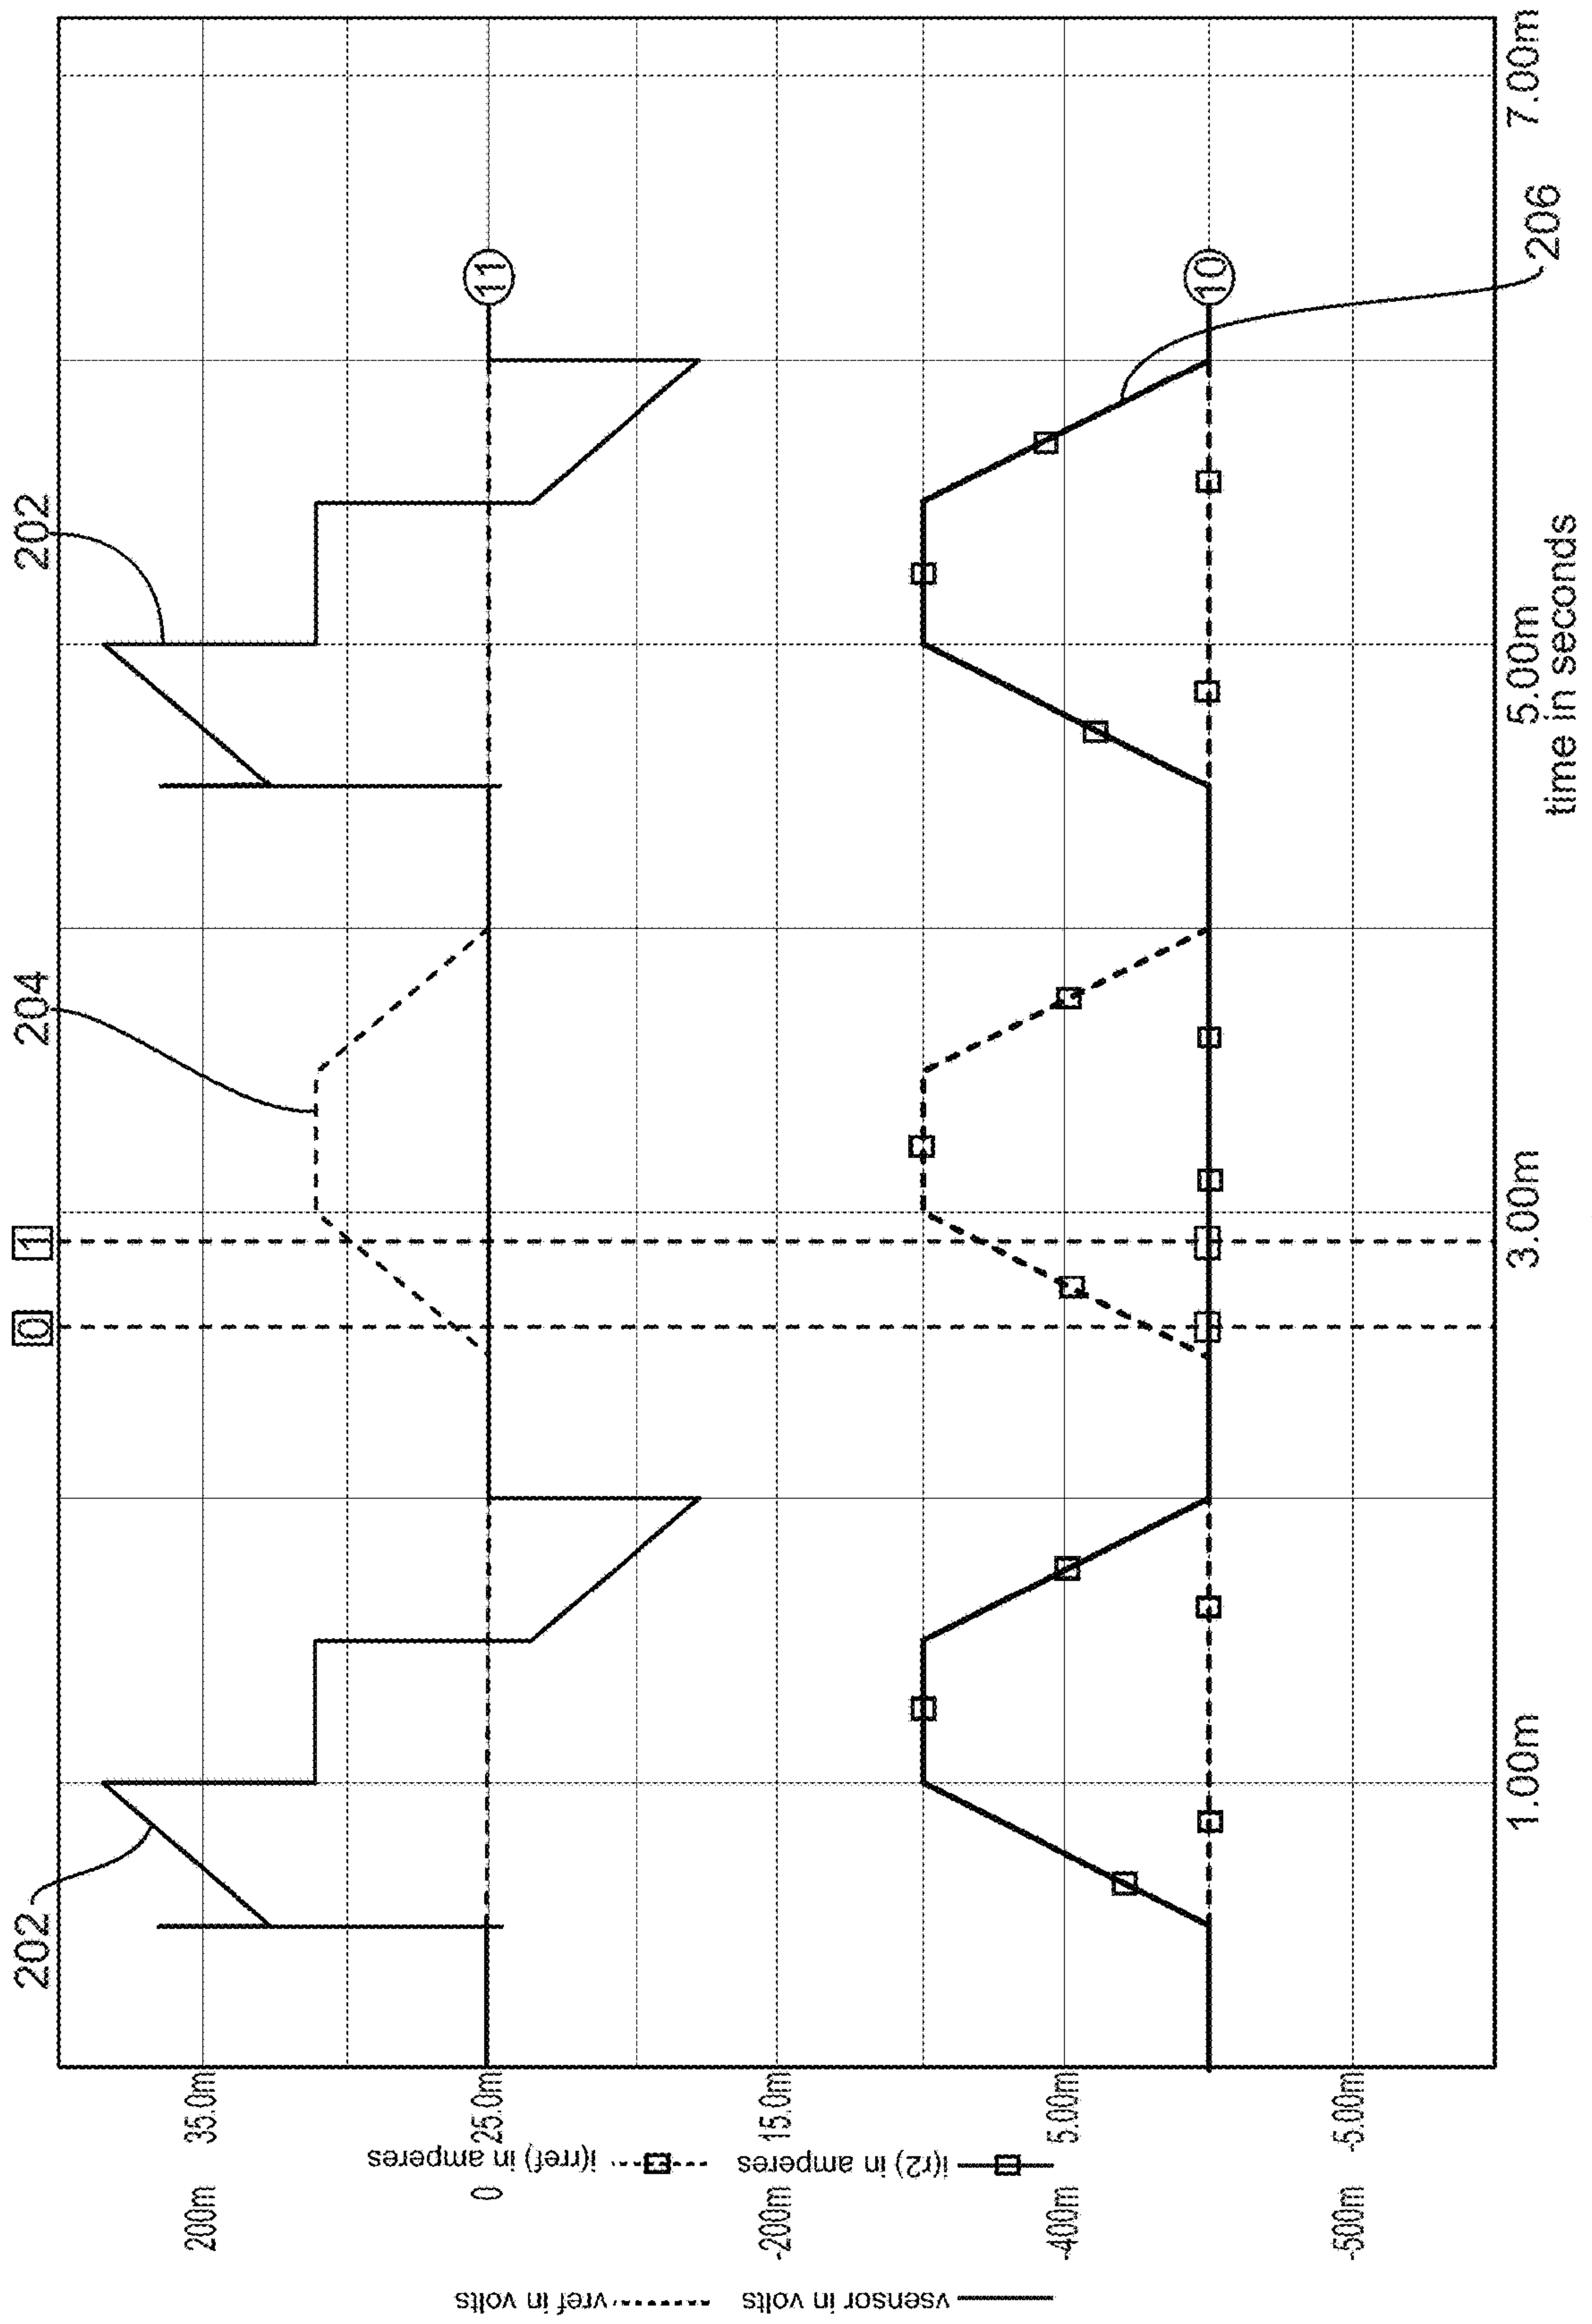 202
204
202
0
1
11
10
206
200m
0
-200m
-400m
-500m
35.0m
25.0m
15.0m
5.00m
-5.00m
vsensor in volts
vref in volts
i(r2) in amperes
i(rref) in amperes
1.00m
3.00m
5.00m
7.00m
time in seconds